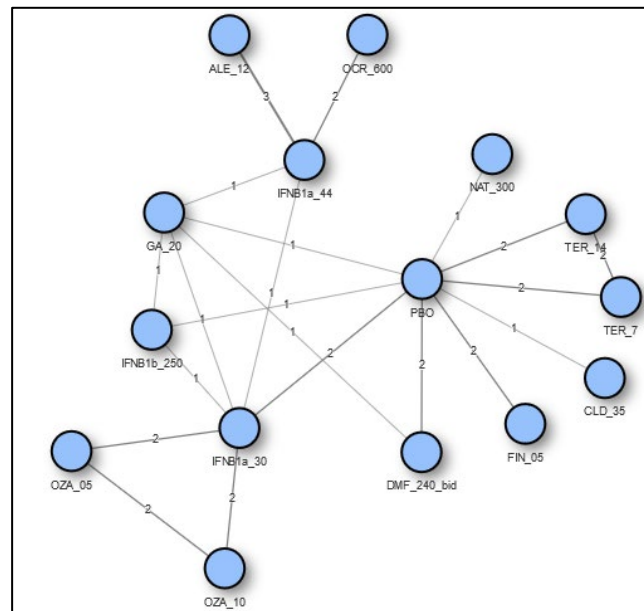 ALE_12
OCR_600
3
2
IFNB1a_44
NAT_300
1
1
GA_20
TER_14
1
2
2
1
1
1
1
PBO
2
TER_7
1
1
1
IFNB1b_250
2
1
2
2
CLD_35
IFNB1a_30
FIN_05
2
OZA_05
DMF_240_bid
2
2
OZA_10